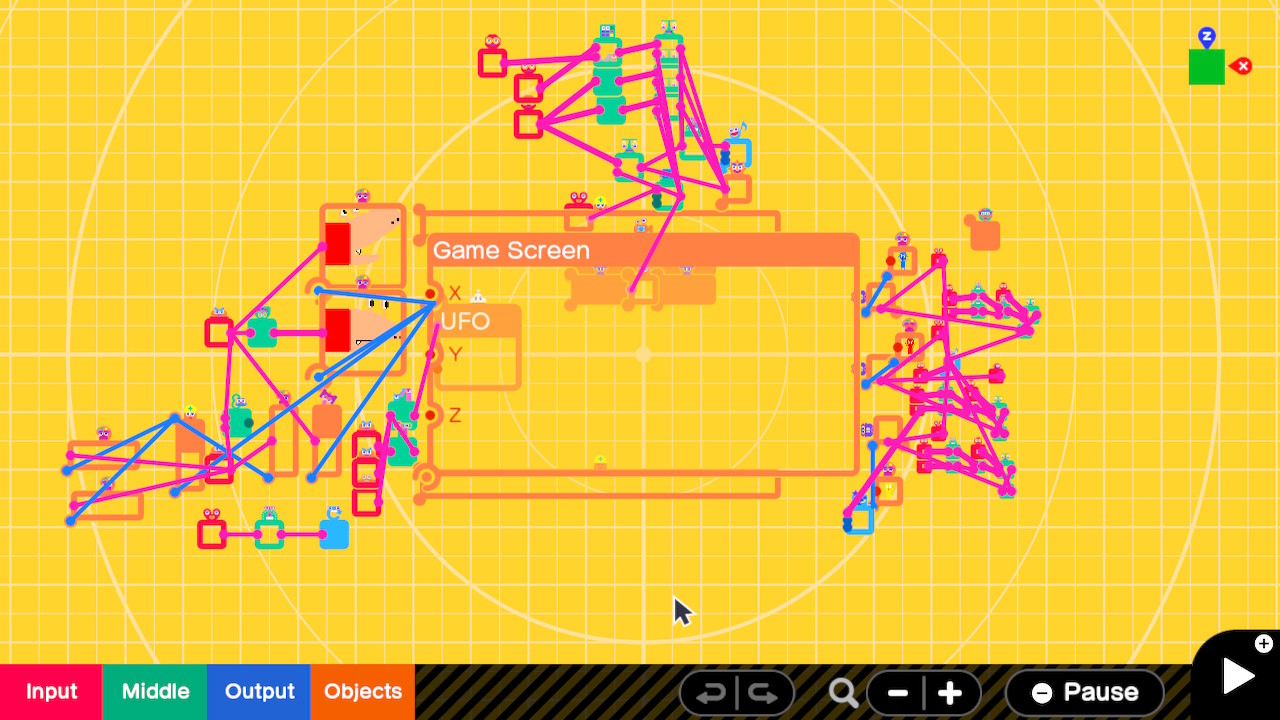 Z
X
Game Screen
X
UFO
Y
Z
Input
Middle
Output
Objects
Pause